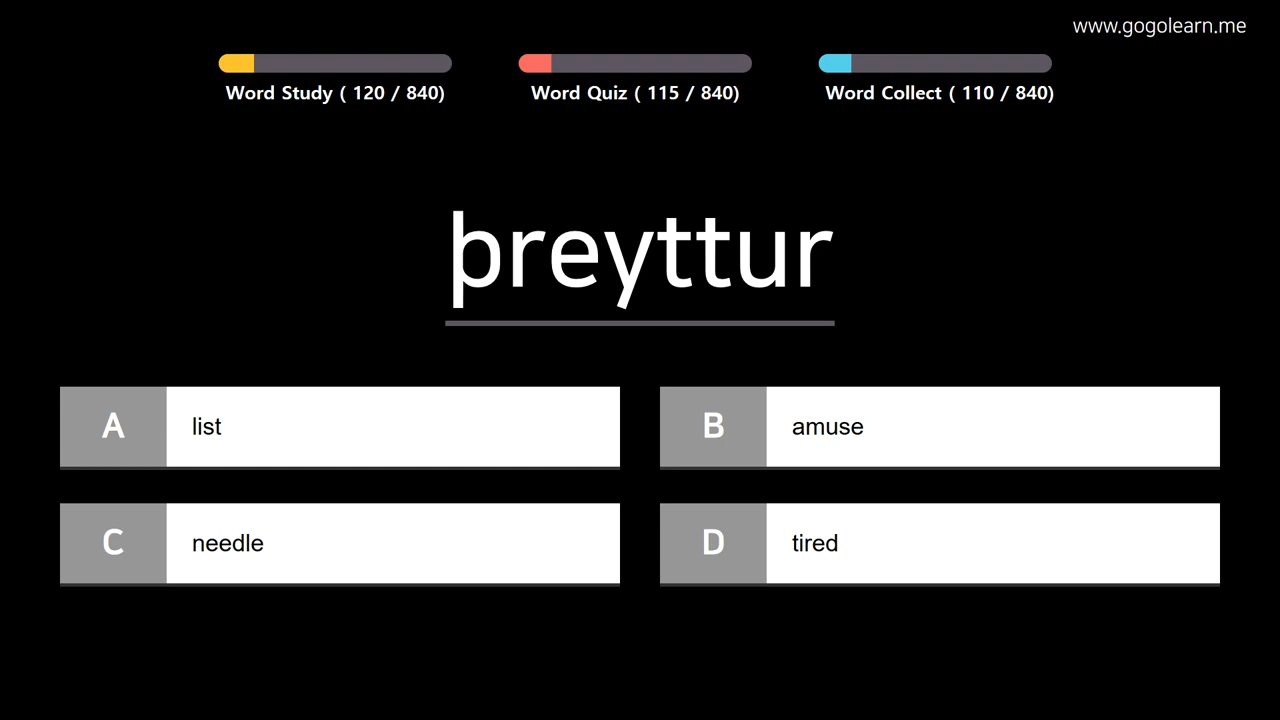 www.gogolearn.me
Word Study ( 120 / 840)
Word Quiz ( 115 / 840)
Word Collect ( 110 / 840)
þreyttur
A list
B amuse
C needle
D tired